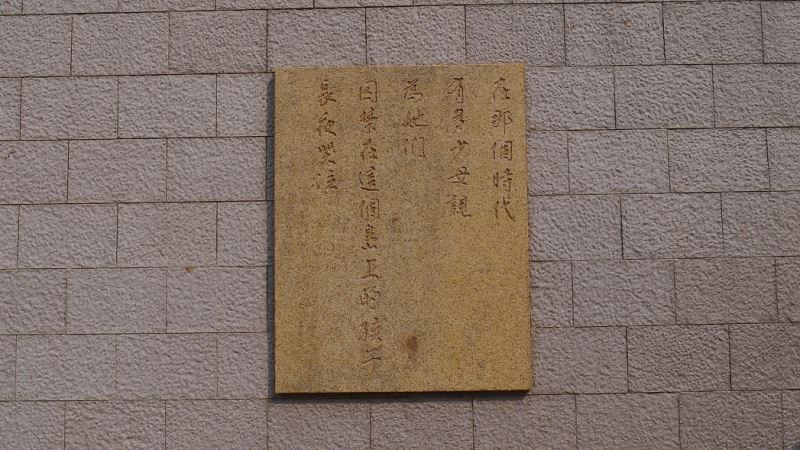 在那個時代
有多少母親
為她們
囚禁在這個島上的孩子
長夜哭泣